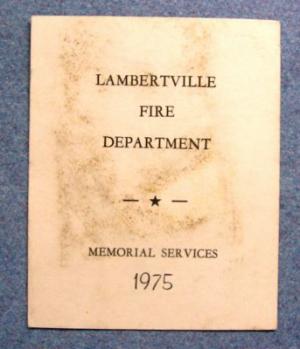 LAMBERTVILLE
FIRE
DEPARTMENT
— ★ —
MEMORIAL SERVICES
1975